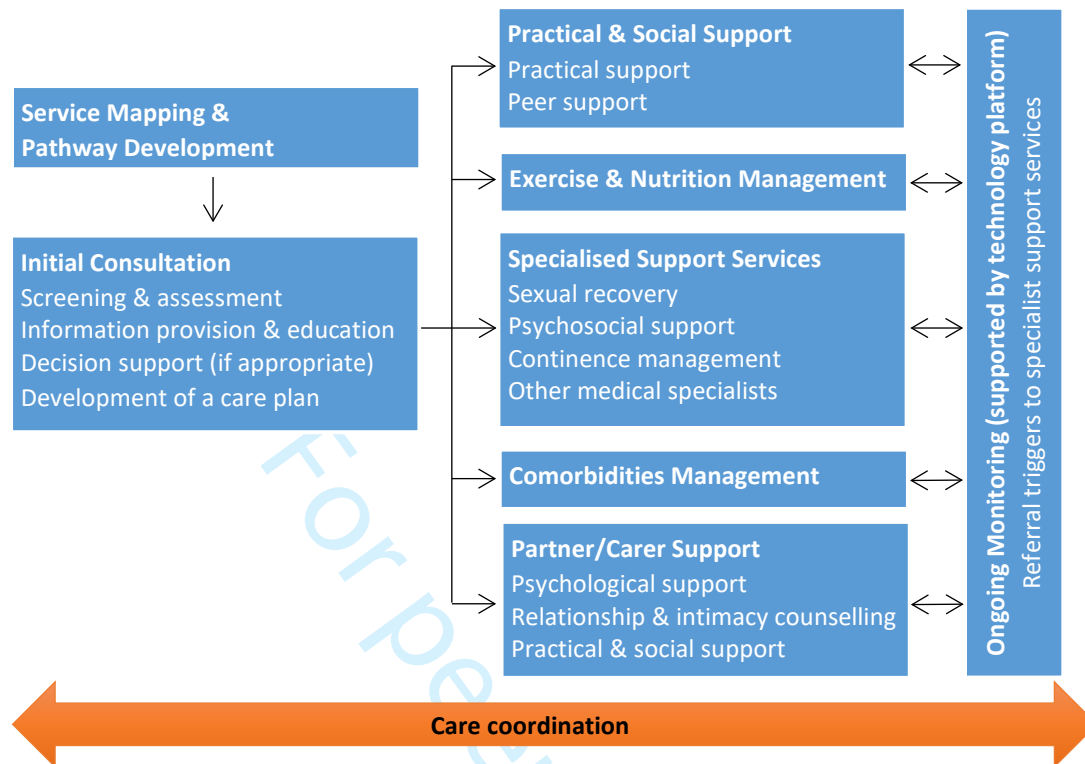 Service Mapping &
Pathway Development
Initial Consultation
Screening & assessment
Information provision & education
Decision support (if appropriate)
Development of a care plan
Practical & Social Support
Practical support
Peer support
Exercise & Nutrition Management
Specialised Support Services
Sexual recovery
Psychosocial support
Continence management
Other medical specialists
Comorbidities Management
Partner/Carer Support
Psychological support
Relationship & intimacy counselling
Practical & social support
Ongoing Monitoring (supported by technology platform)
Referral triggers to specialist support services
Care coordination
For